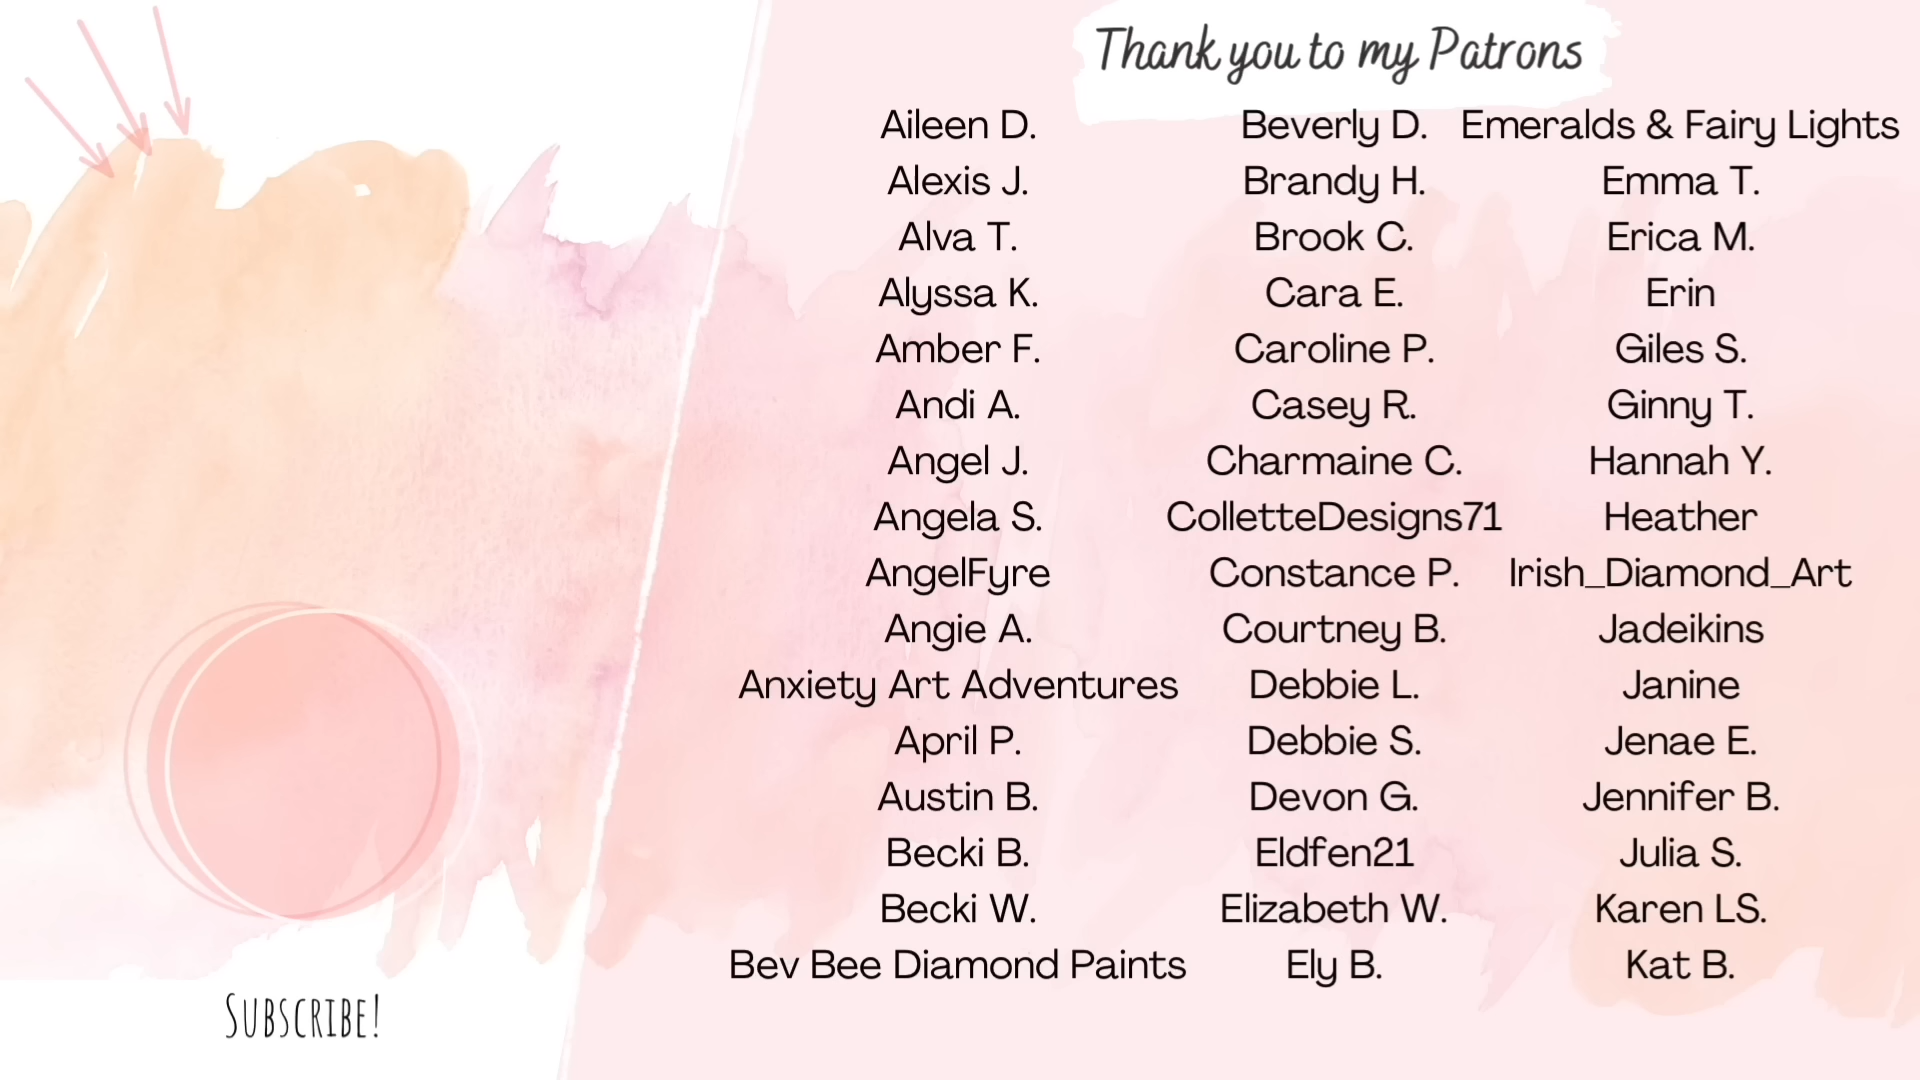 Thank you to my Patrons
Aileen D.
Alexis J.
Alva T.
Alyssa K.
Amber F.
Andi A.
Angel J.
Angela S.
AngelFyre
Angie A.
Anxiety Art Adventures
April P.
Austin B.
Becki B.
Becki W.
Bev Bee Diamond Paints
Beverly D.
Brandy H.
Brook C.
Cara E.
Caroline P.
Casey R.
Charmaine C.
ColletteDesigns71
Constance P.
Courtney B.
Debbie L.
Debbie S.
Devon G.
Eldfen21
Elizabeth W.
Ely B.
Emeralds & Fairy Lights
Emma T.
Erica M.
Erin
Giles S.
Ginny T.
Hannah Y.
Heather
Irish_Diamond_Art
Jadeikins
Janine
Jenae E.
Jennifer B.
Julia S.
Karen LS.
Kat B.
Subscribe!